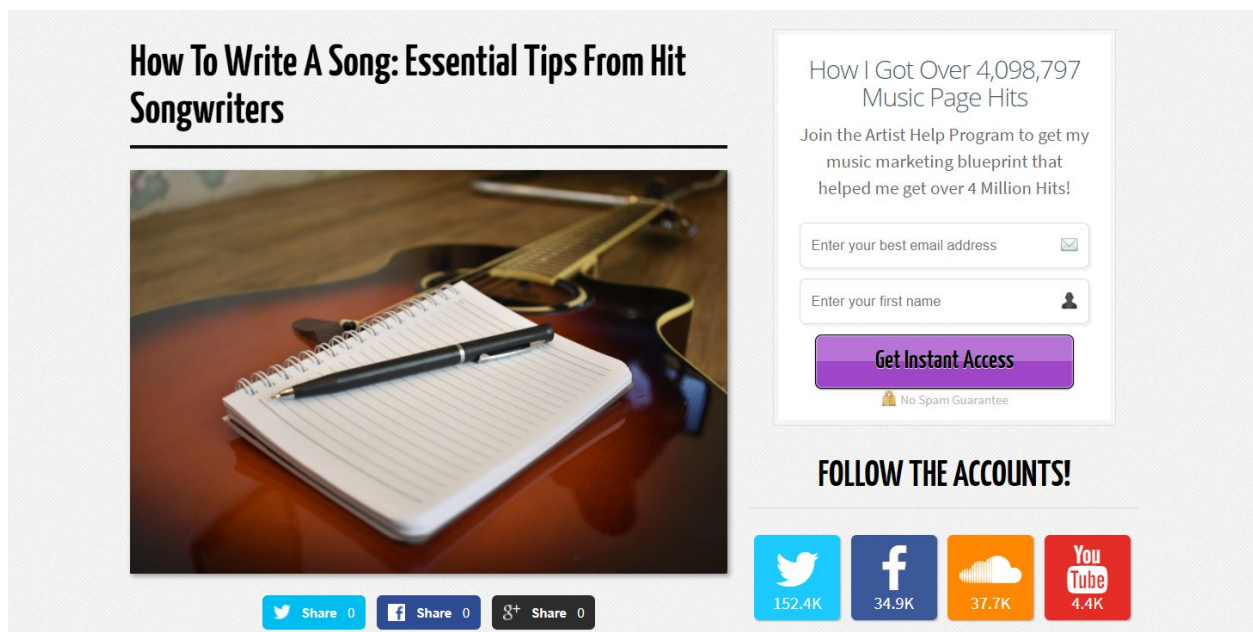 How To Write A Song: Essential Tips From Hit
Songwriters
Share 0
Share 0
g+ Share 0
How I Got Over 4,098,797
Music Page Hits
Join the Artist Help Program to get my
music marketing blueprint that
helped me get over 4 Million Hits!
Enter your best email address
Enter your first name
Get Instant Access
No Spam Guarantee
FOLLOW THE ACCOUNTS!
152.4K
34.9K
37.7K
You
Tube
4.4K